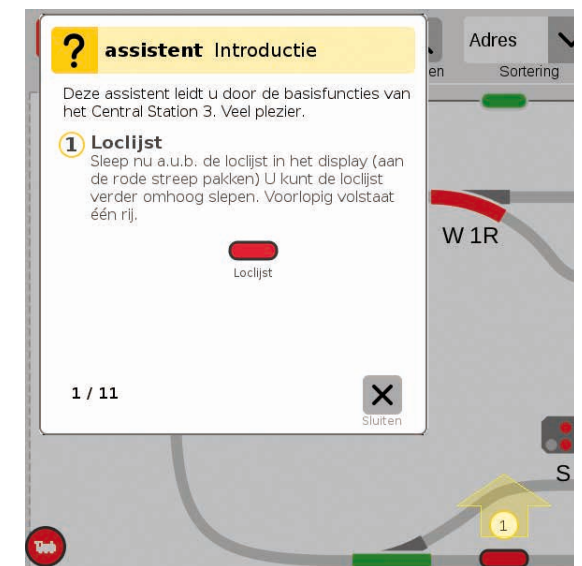 ? assistent Introductie
Deze assistent leidt u door de basisfuncties van
het Central Station 3. Veel plezier.
1 Loclijst
Sleep nu a.u.b. de loclijst in het display (aan
de rode streep pakken) U kunt de loclijst
verder omhoog slepen. Voorlopig volstaat
één rij.
Loclijst
1 / 11
Sluiten
Adres
en
Sortering
W 1R
S
1